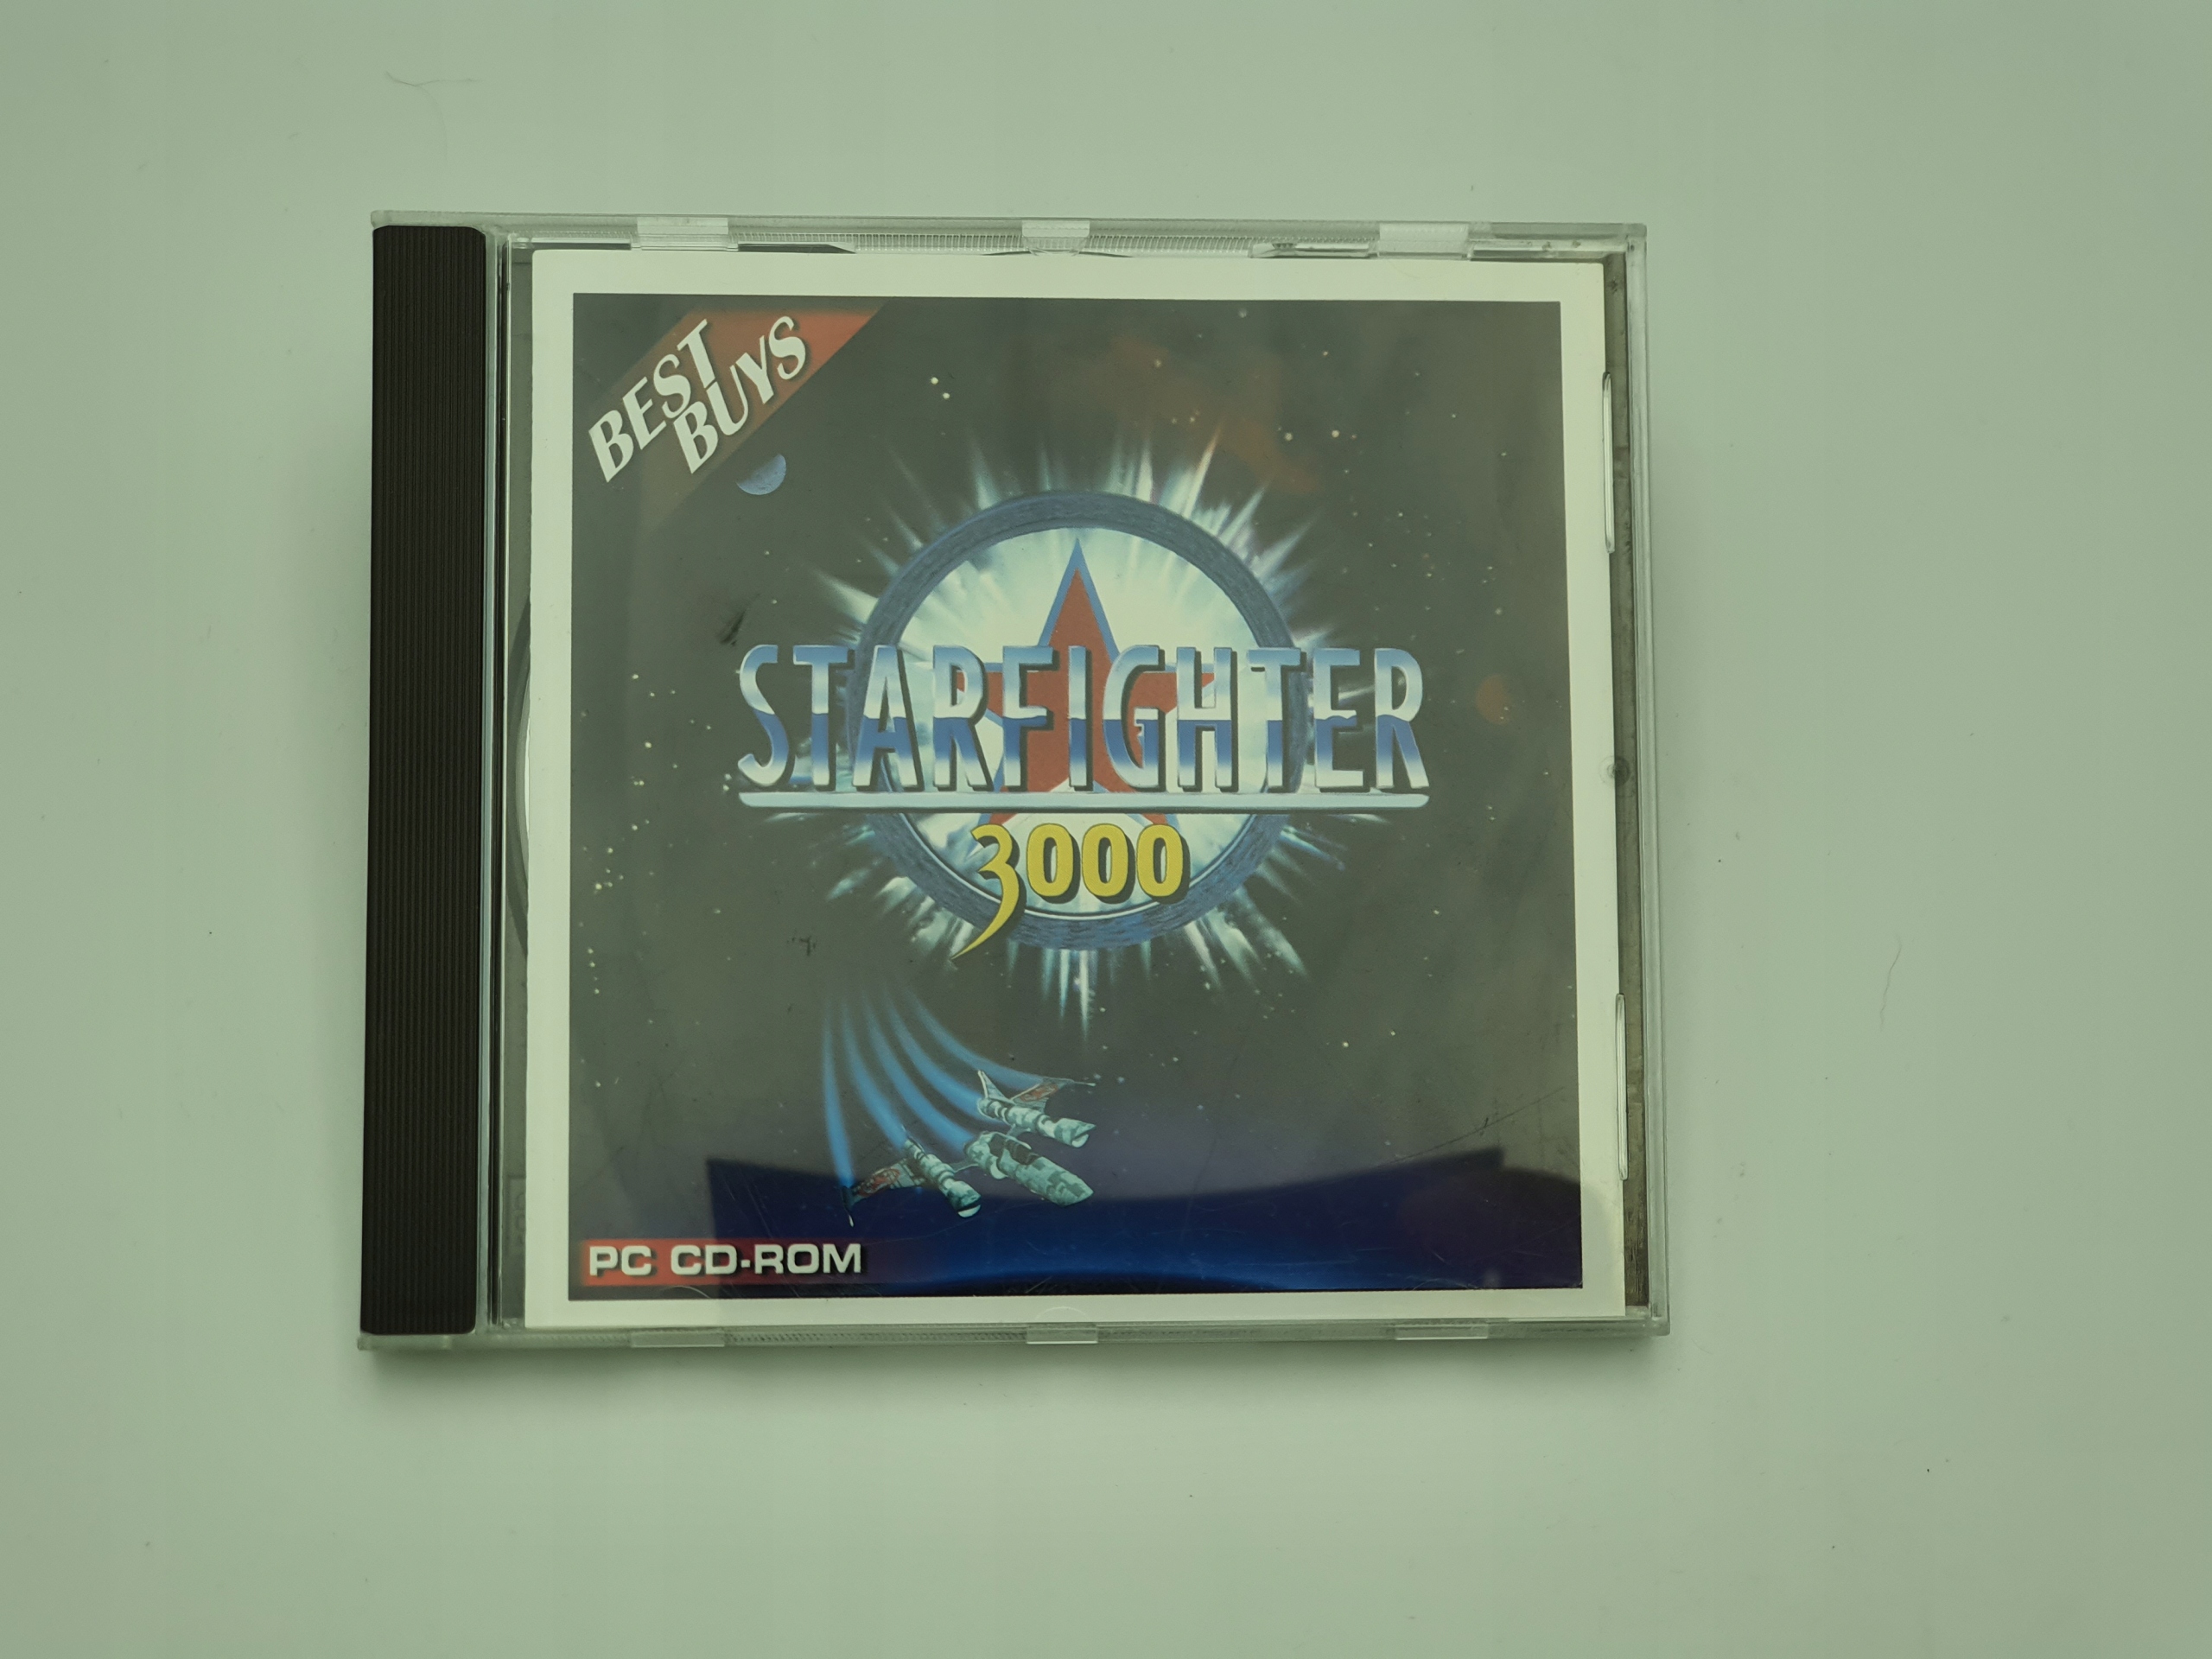 BEST
BUYS
STARFIGHTER
3000
PC CD-ROM